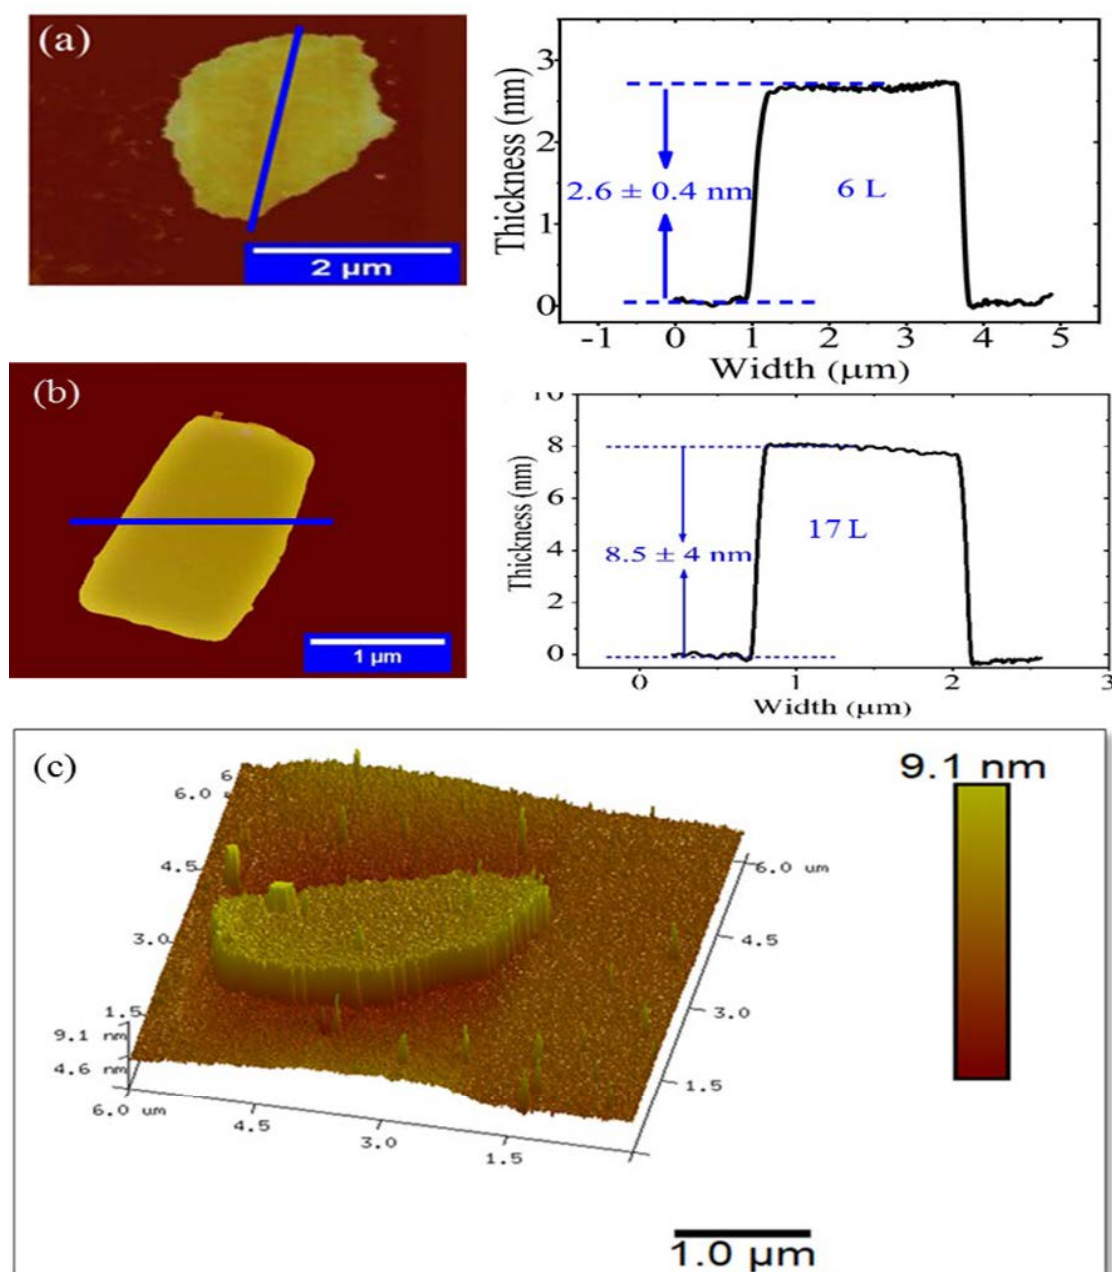 (a)
2 μm
Thickness (nm)
3
2
1
0
2.6 ± 0.4 nm
6 L
-1 0 1 2 3 4 5
Width (μm)
(b)
1 μm
Thickness (nm)
10
8
6
4
2
0
8.5 ± 4 nm
17 L
0 1 2 3
Width (μm)
(c)
9.1 nm
6.0
4.5
3.0
1.5
9.1 nm
4.6 nm
6.0 um
4.5
3.0
1.5
6.0 um
4.5
3.0
1.5
1.0 μm